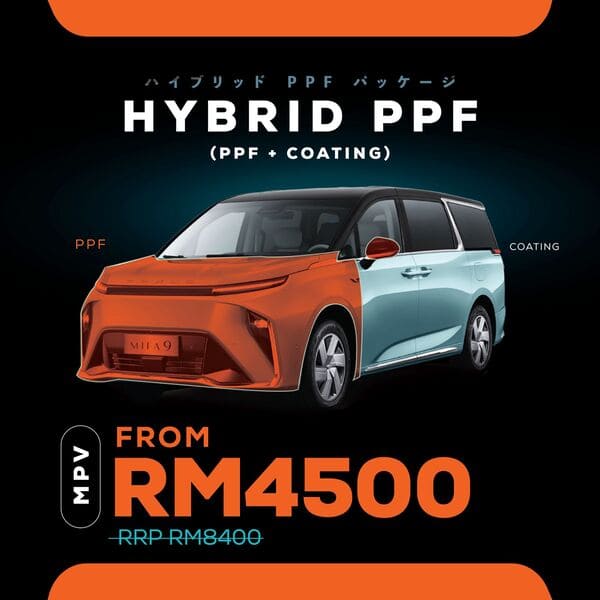 ハイブリッド PPF パッケージ
HYBRID PPF
(PPF + COATING)
PPF
COATING
MIFA 9
MPV
FROM
RM4500
RRP RM8400